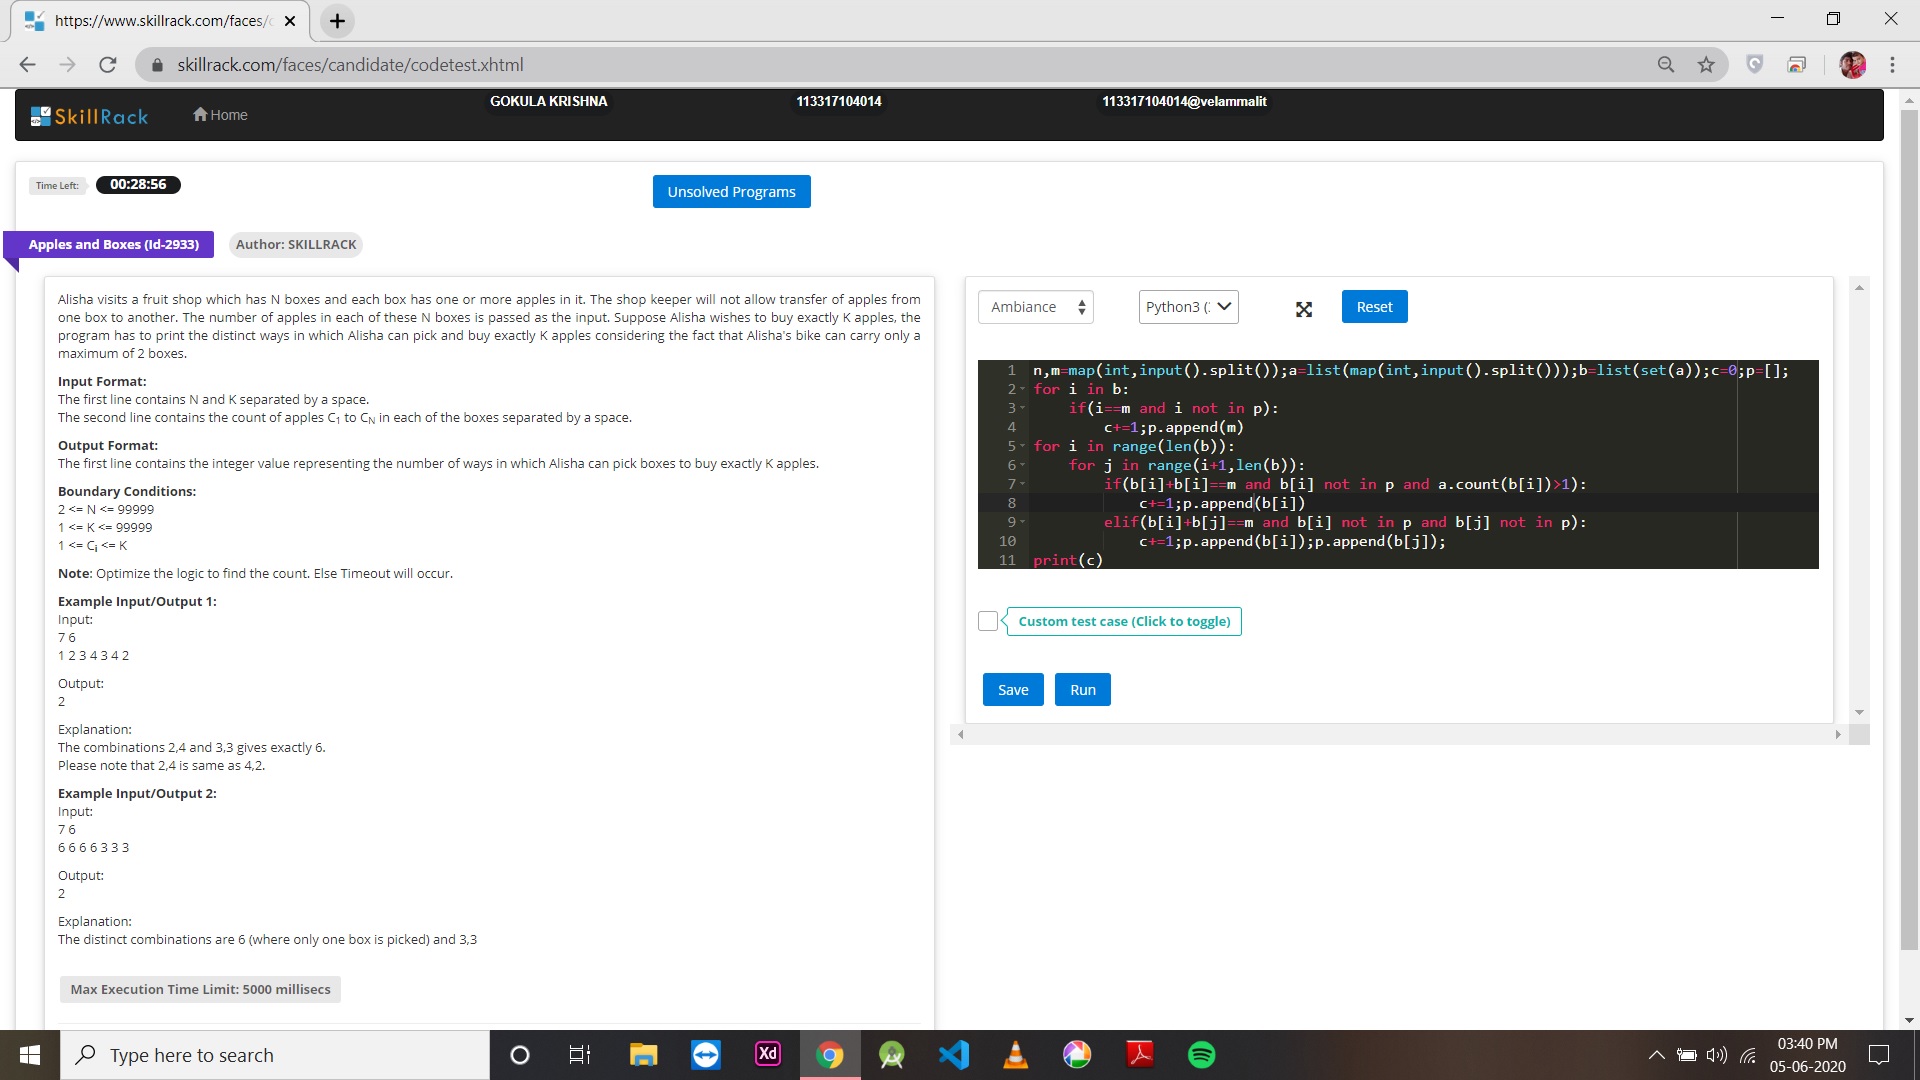 https://www.skillrack.com/faces/c
skillrack.com/faces/candidate/codetest.xhtml
SkillRack
Home
GOKULA KRISHNA
113317104014
113317104014@velammalit
Time Left:
00:28:56
Unsolved Programs
Apples and Boxes (Id-2933)
Author: SKILLRACK
Alisha visits a fruit shop which has N boxes and each box has one or more apples in it. The shop keeper will not allow transfer of apples from
one box to another. The number of apples in each of these N boxes is passed as the input. Suppose Alisha wishes to buy exactly K apples, the
program has to print the distinct ways in which Alisha can pick and buy exactly K apples considering the fact that Alisha's bike can carry only a
maximum of 2 boxes.
Input Format:
The first line contains N and K separated by a space.
The second line contains the count of apples C1 to CN in each of the boxes separated by a space.
Output Format:
The first line contains the integer value representing the number of ways in which Alisha can pick boxes to buy exactly K apples.
Boundary Conditions:
2 <= N <= 99999
1 <= K <= 99999
1 <= Ci <= K
Note: Optimize the logic to find the count. Else Timeout will occur.
Example Input/Output 1:
Input:
7 6
1 2 3 4 3 4 2
Output:
2
Explanation:
The combinations 2,4 and 3,3 gives exactly 6.
Please note that 2,4 is same as 4,2.
Example Input/Output 2:
Input:
7 6
6 6 6 6 3 3 3
Output:
2
Explanation:
The distinct combinations are 6 (where only one box is picked) and 3,3
Max Execution Time Limit: 5000 millisecs
Ambiance
Python3 (:
Reset
1 n,m=map(int,input().split());a=list(map(int,input().split()));b=list(set(a));c=0;p=[];
2 for i in b:
3 if(i==m and i not in p):
4 c+=1;p.append(m)
5 for i in range(len(b)):
6 for j in range(i+1,len(b)):
7 if(b[i]+b[i]==m and b[i] not in p and a.count(b[i])>1):
8 c+=1;p.append(b[i])
9 elif(b[i]+b[j]==m and b[i] not in p and b[j] not in p):
10 c+=1;p.append(b[i]);p.append(b[j]);
11 print(c)
Custom test case (Click to toggle)
Save
Run
Type here to search
Xd
03:40 PM
05-06-2020